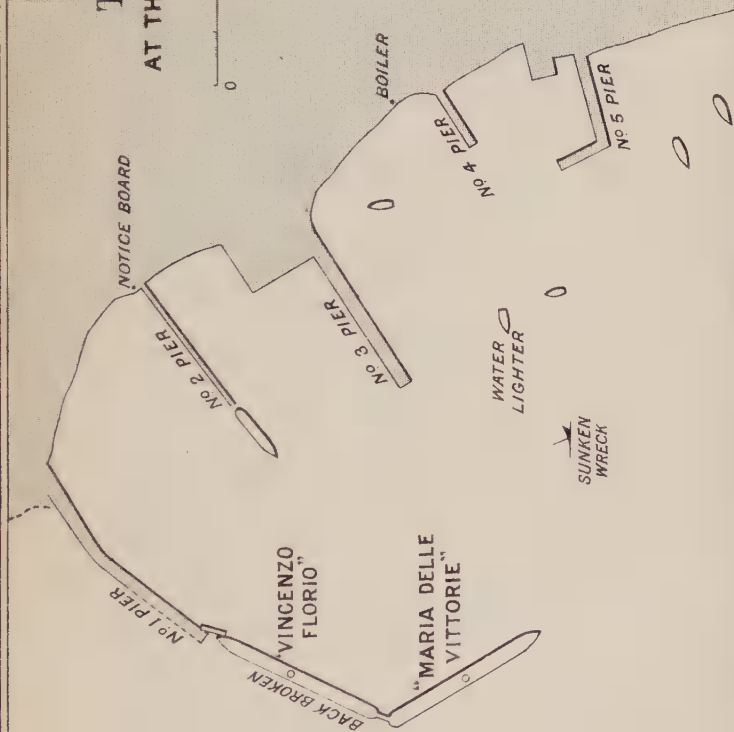 T
AT TH
0
NOTICE BOARD
BOILER
Nº 2 PIER
Nº 3 PIER
Nº 4 PIER
Nº 5 PIER
Nº 1 PIER
WATER
LIGHTER
SUNKEN
WRECK
"VINCENZO
FLORIO"
BACK BROKEN
"MARIA DELLE
VITTORIE"